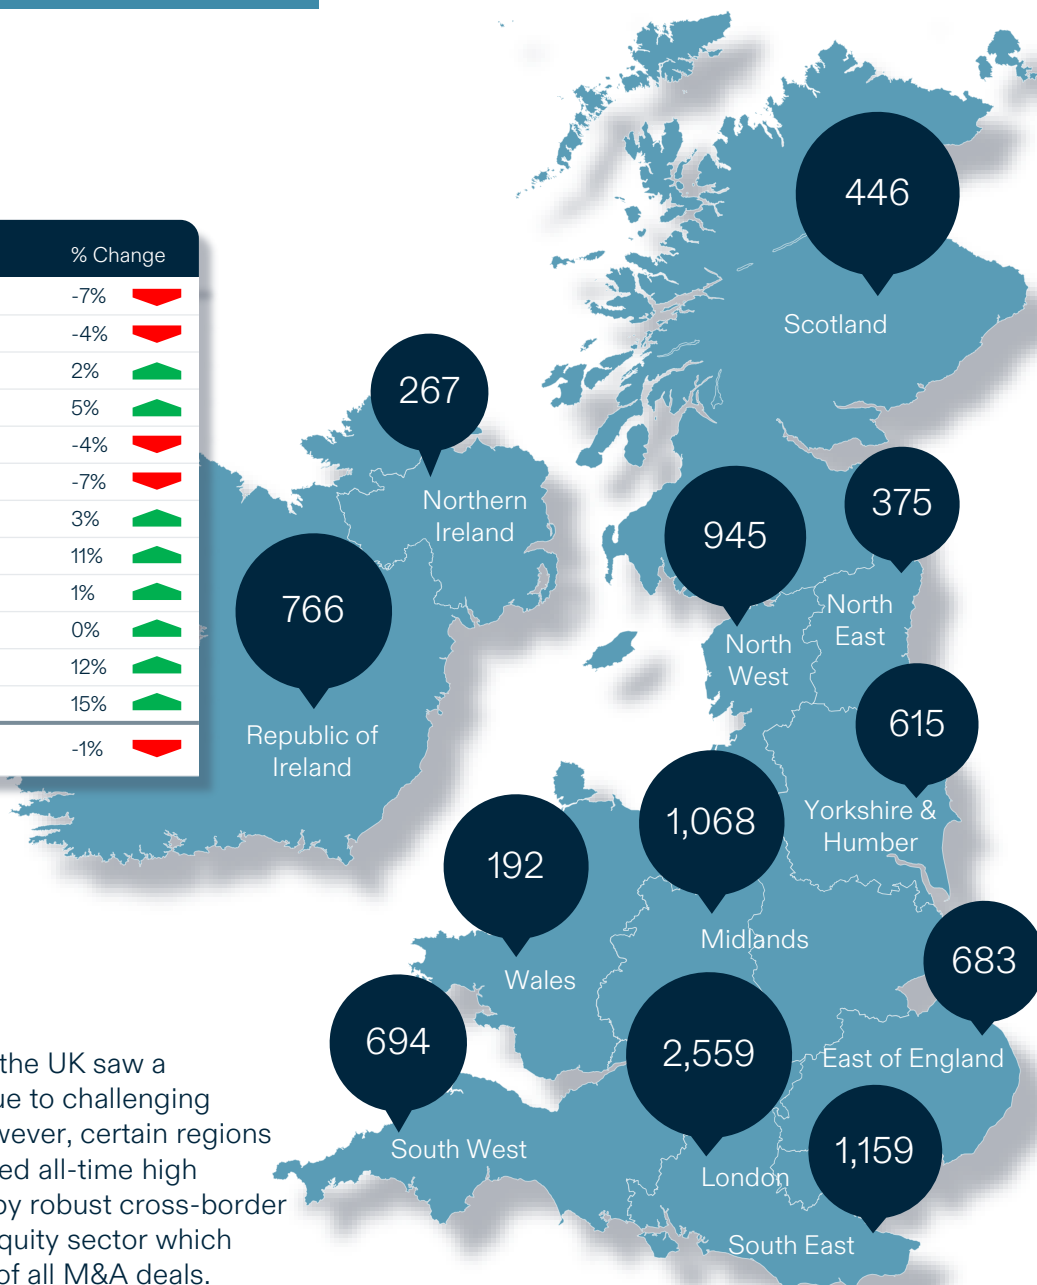 % Change
-7%
-4%
2%
5%
-4%
-7%
3%
11%
1%
0%
12%
15%
-1%
446
Scotland
267
Northern
Ireland
375
945
North
East
North
West
766
Republic of
Ireland
615
Yorkshire &
Humber
1,068
Midlands
192
Wales
683
East of England
694
South West
2,559
London
1,159
South East
the UK saw a
ue to challenging
wever, certain regions
ed all-time high
by robust cross-border
quity sector which
of all M&A deals.